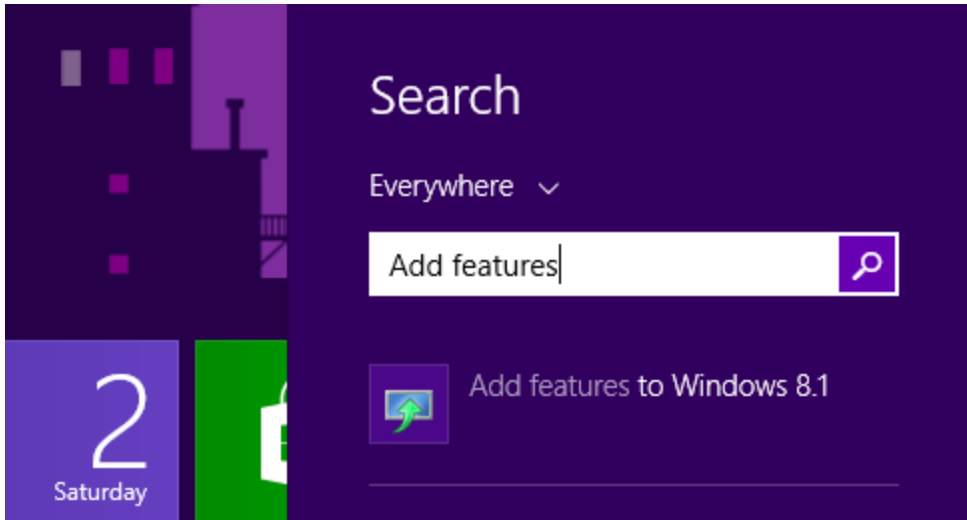 Search
Everywhere
Add features
Add features to Windows 8.1
2
Saturday